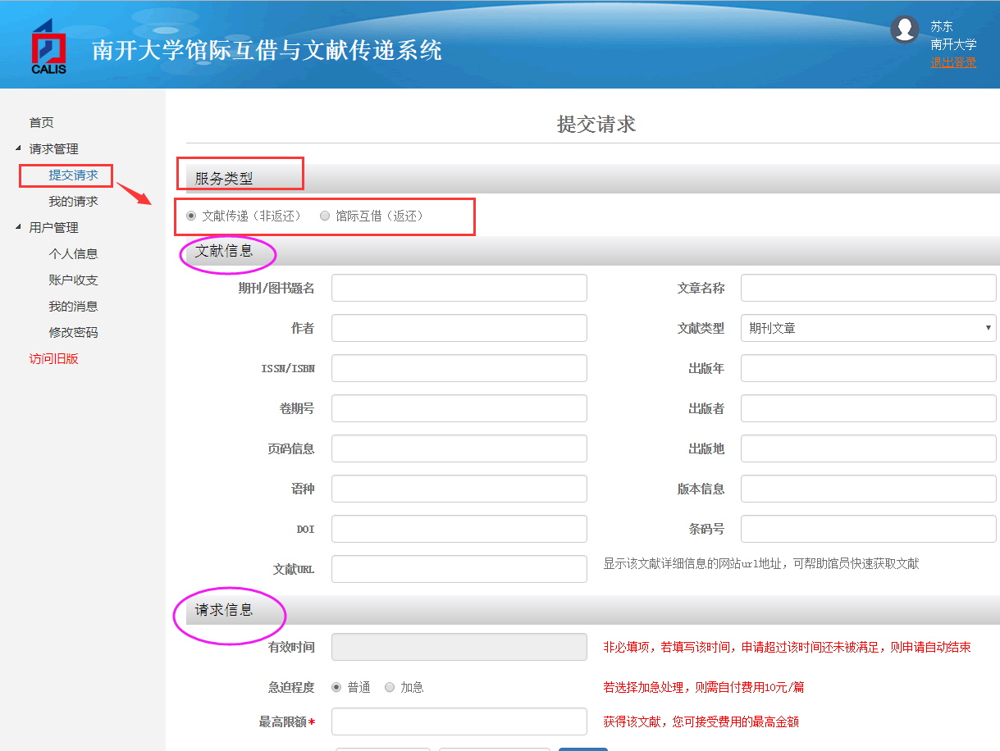 CALIS
南开大学馆际互借与文献传递系统
苏东
南开大学
退出登录
首页
请求管理
提交请求
我的请求
用户管理
个人信息
账户收支
我的消息
修改密码
访问旧版
提交请求
服务类型
文献传递（非返还） 馆际互借（返还）
文献信息
期刊/图书题名 文章名称
作者 文献类型 期刊文章
ISSN/ISBN 出版年
卷期号 出版者
页码信息 出版地
语种 版本信息
DOI 条码号
文献URL 显示该文献详细信息的网站url地址，可帮助馆员快速获取文献
请求信息
有效时间 非必填项，若填写该时间，申请超过该时间还未被满足，则申请自动结束
急迫程度 普通 加急 若选择加急处理，则需自付费用10元/篇
最高限额* 获得该文献，您可接受费用的最高金额